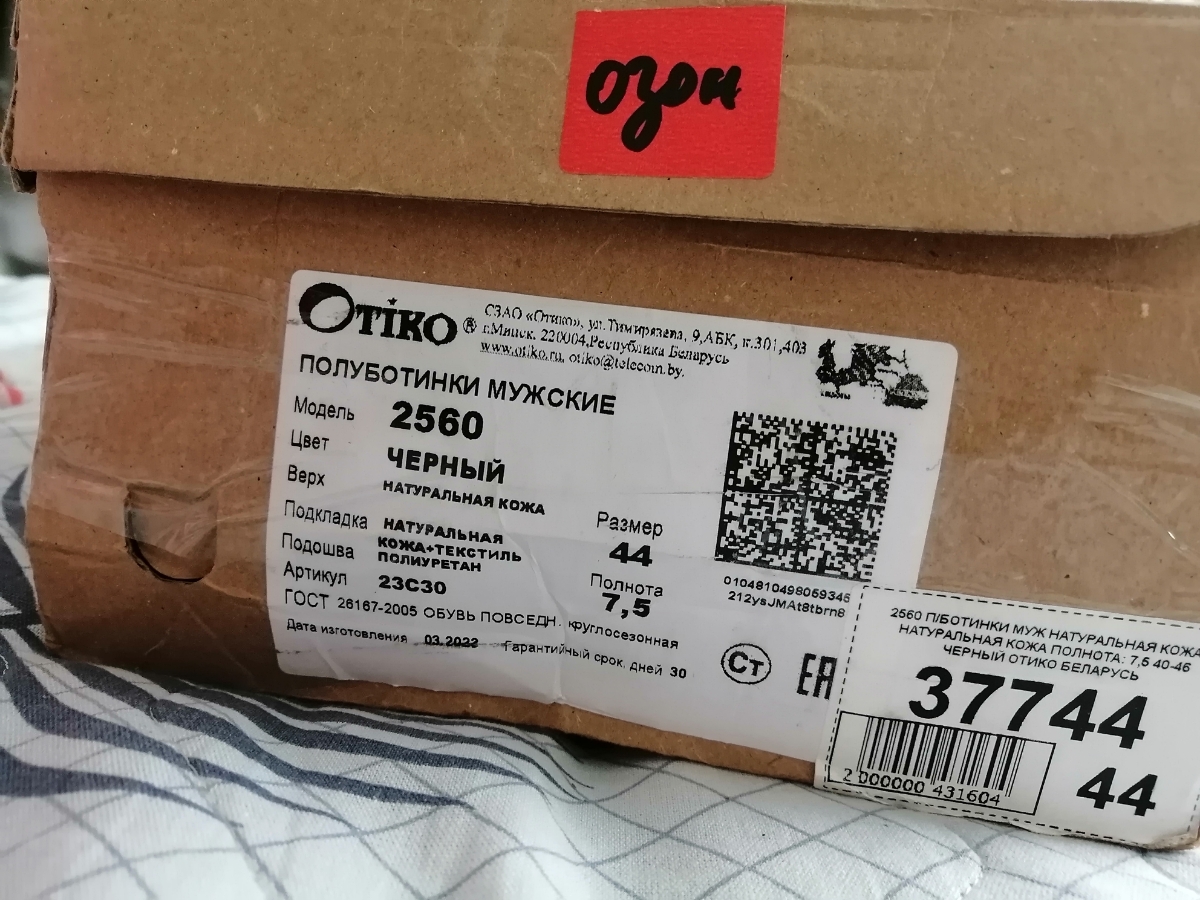 озон
Отiко ®
СЗАО «Отико», ул.Тимирязева, 9,АБК, к.301,403
г.Минск. 220004,Республика Беларусь
www.otiko.ru, otiko@telecom.by.
ПОЛУБОТИНКИ МУЖСКИЕ
Модель 2560
Цвет ЧЕРНЫЙ
Верх НАТУРАЛЬНАЯ КОЖА
Подкладка НАТУРАЛЬНАЯ
КОЖА+ТЕКСТИЛЬ
Подошва ПОЛИУРЕТАН
Артикул 23С30
Размер
44
Полнота
7,5
0104810498059346
212ysJMAt8tbrn8
ГОСТ 26167-2005 ОБУВЬ ПОВСЕДН. круглосезонная
Дата изготовления 03.2022 Гарантийный срок, дней 30
Ст ЕАС
2560 П/БОТИНКИ МУЖ НАТУРАЛЬНАЯ КОЖА
НАТУРАЛЬНАЯ КОЖА ПОЛНОТА: 7,5 40-46
ЧЕРНЫЙ ОТИКО БЕЛАРУСЬ
37744
2 000000 431604
44